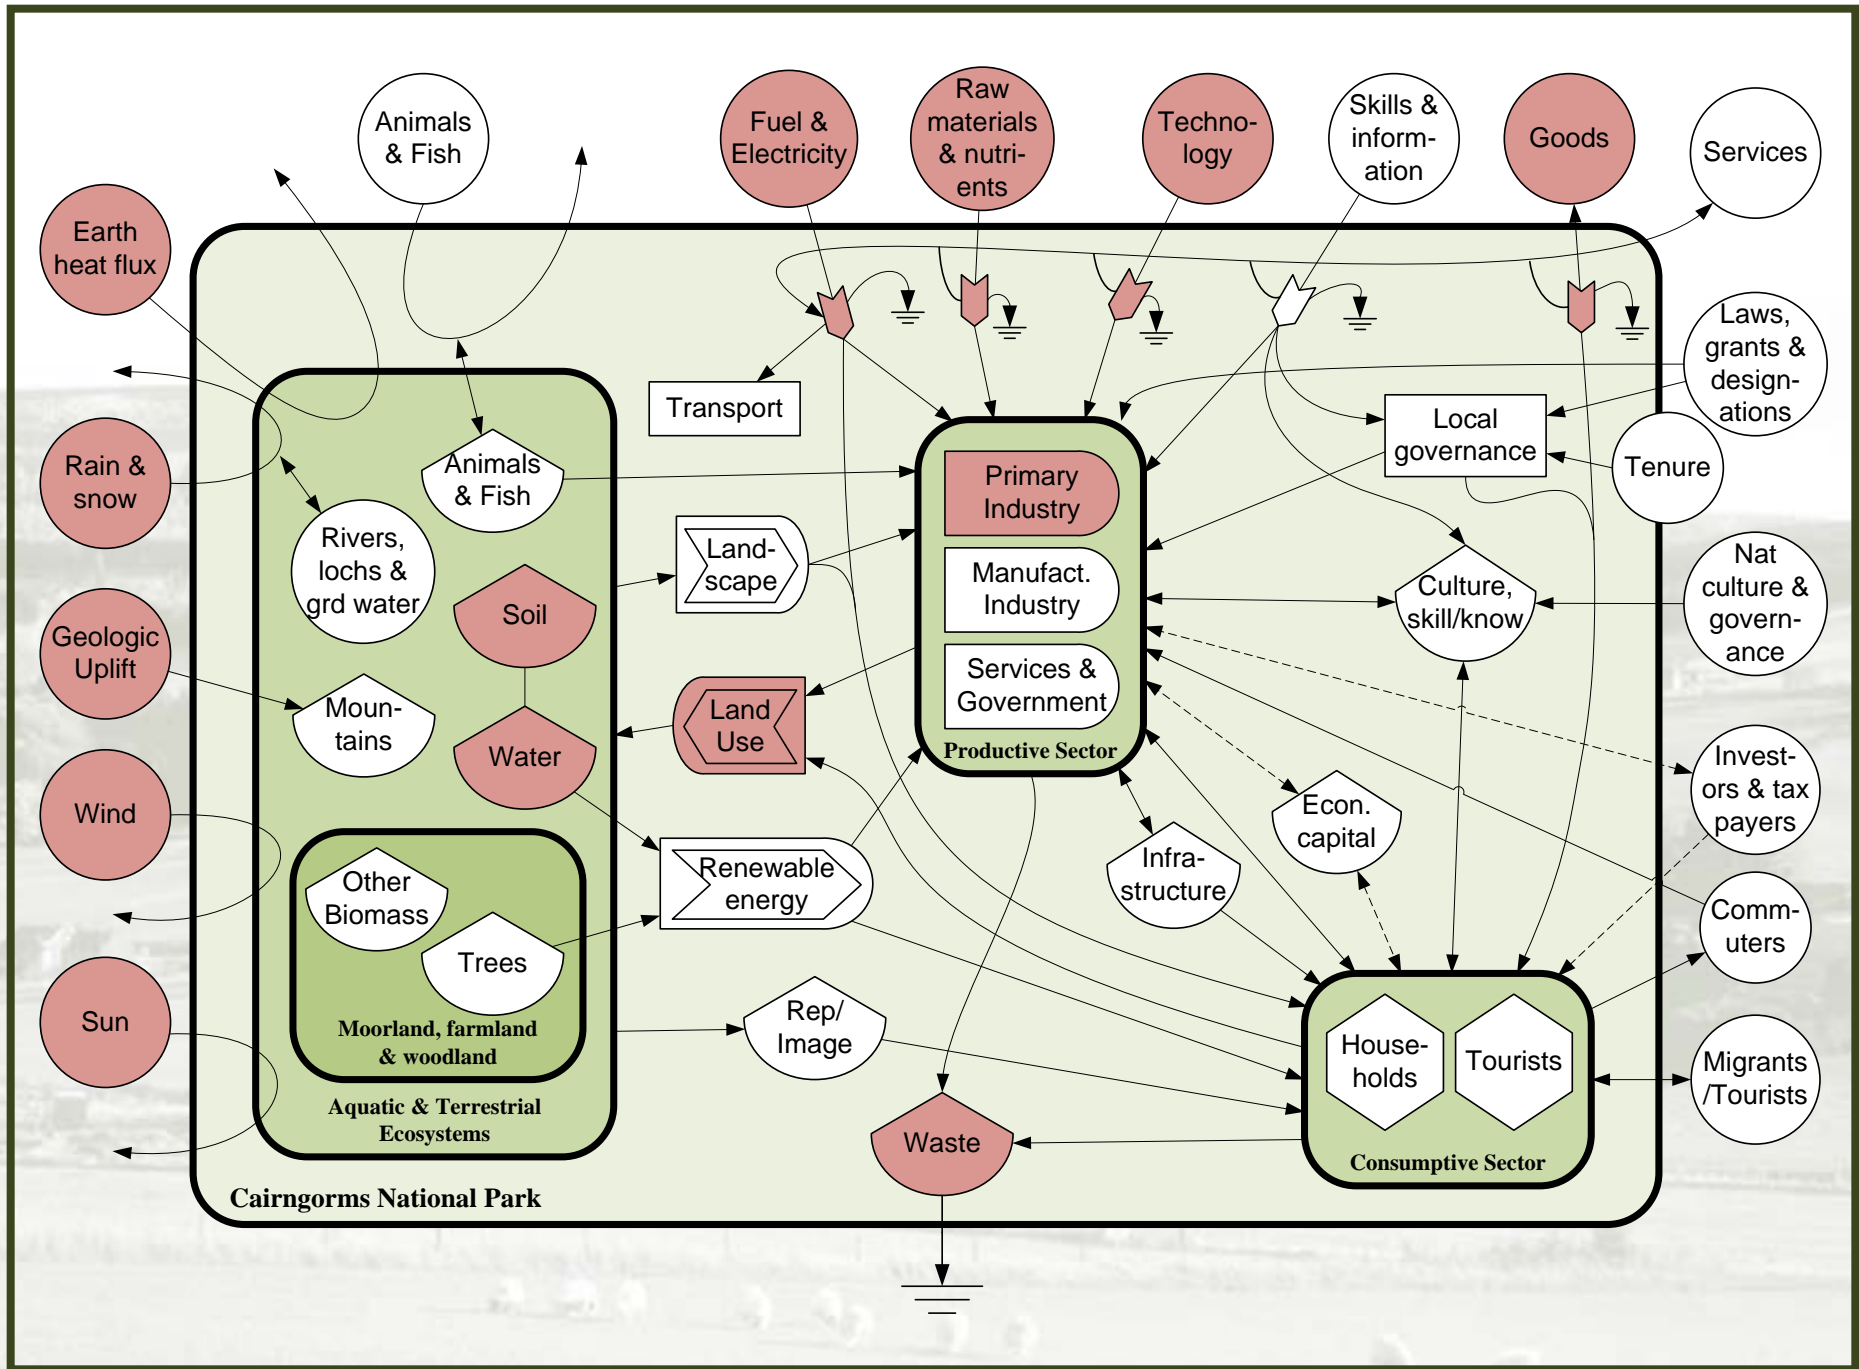 Animals
& Fish
Fuel &
Electricity
Raw
materials
& nutri-
ents
Techno-
logy
Skills &
inform-
ation
Goods
Services
Earth
heat flux
Rain &
snow
Geologic
Uplift
Wind
Sun
Laws,
grants &
design-
ations
Tenure
Nat
culture &
govern-
ance
Invest-
ors & tax
payers
Comm-
uters
Migrants
/Tourists
Transport
Local
governance
Animals
& Fish
Rivers,
lochs &
grd water
Soil
Moun-
tains
Water
Other
Biomass
Trees
Moorland, farmland
& woodland
Aquatic & Terrestrial
Ecosystems
Land-
scape
Land
Use
Renewable
energy
Rep/
Image
Primary
Industry
Manufact.
Industry
Services &
Government
Productive Sector
Culture,
skill/know
Econ.
capital
Infra-
structure
Waste
House-
holds
Tourists
Consumptive Sector
Cairngorms National Park